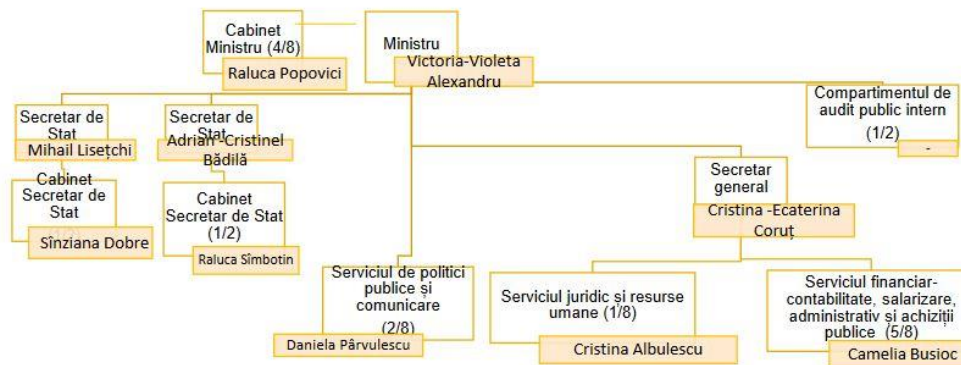 Cabinet
Ministru (4/8)
Raluca Popovici
Ministru
Victoria-Violeta
Alexandru
Compartimentul de
audit public intern
(1/2)
-
Secretar de
Stat
Mihail Lisețchi
Secretar de
Stat
Adrian -Cristinel
Bădilă
Cabinet
Secretar de
Stat
Sînziana Dobre
Cabinet
Secretar de Stat
(1/2)
Raluca Sîmbotin
Secretar
general
Cristina -Ecaterina
Coruț
Serviciul de politici
publice și
comunicare
(2/8)
Daniela Pârvulescu
Serviciul juridic și resurse
umane (1/8)
Cristina Albulescu
Serviciul financiar-
contabilitate, salarizare,
administrativ și achiziții
publice (5/8)
Camelia Busioc